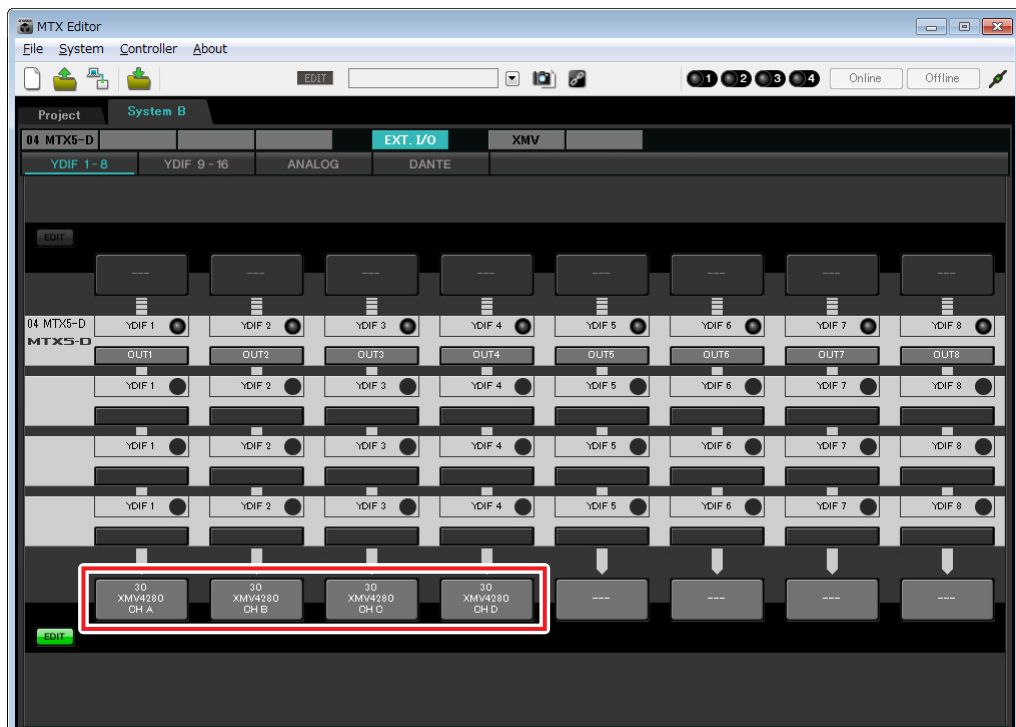 MTX Editor
File System Controller About
EDIT 1 2 3 4 Online Offline
Project System B
04 MTX5-D EXT. I/O XMV
YDIF 1-8 YDIF 9-16 ANALOG DANTE
EDIT
--- --- --- --- --- --- --- ---
04 MTX5-D YDIF 1 YDIF 2 YDIF 3 YDIF 4 YDIF 5 YDIF 6 YDIF 7 YDIF 8
MTX5-D
OUT1 OUT2 OUT3 OUT4 OUT5 OUT6 OUT7 OUT8
YDIF 1 YDIF 2 YDIF 3 YDIF 4 YDIF 5 YDIF 6 YDIF 7 YDIF 8
YDIF 1 YDIF 2 YDIF 3 YDIF 4 YDIF 5 YDIF 6 YDIF 7 YDIF 8
YDIF 1 YDIF 2 YDIF 3 YDIF 4 YDIF 5 YDIF 6 YDIF 7 YDIF 8
30 30 30 30
XMV4280 XMV4280 XMV4280 XMV4280 --- --- --- ---
CH A CH B CH C CH D
EDIT